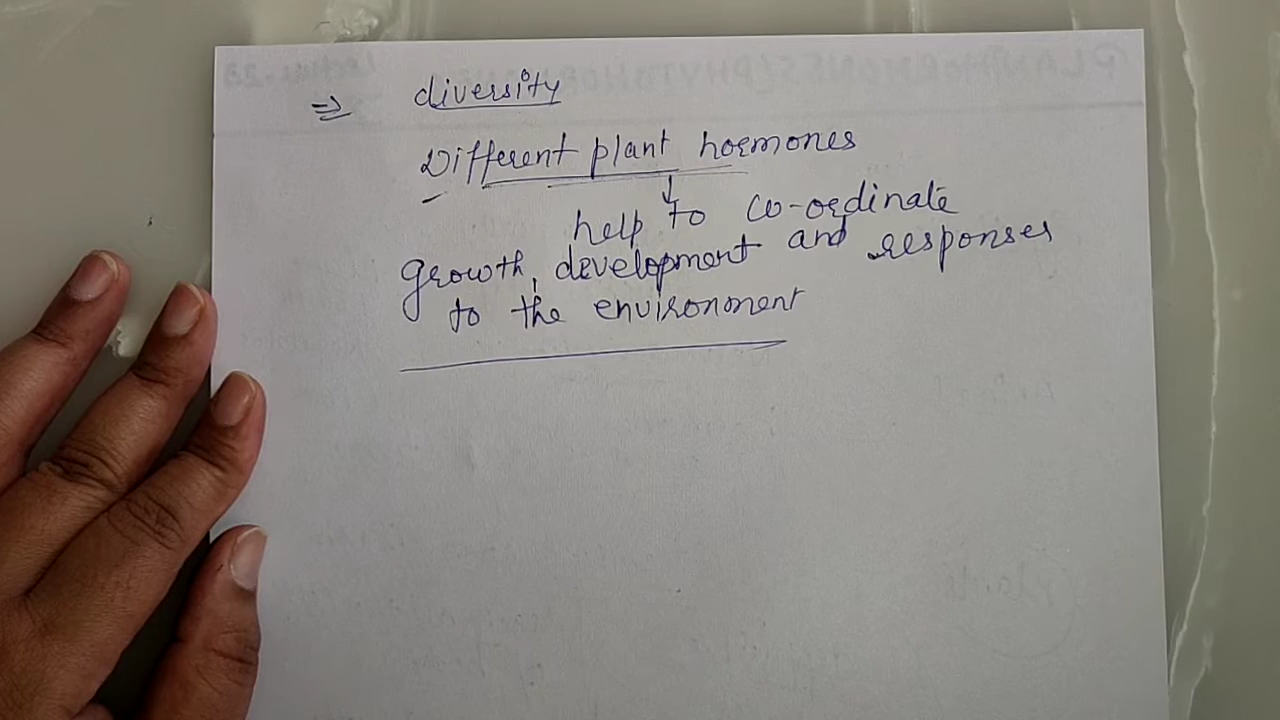 ⇒ diversity
Different plant hormones
↓
help to co-ordinate
growth, development and responses
to the environment